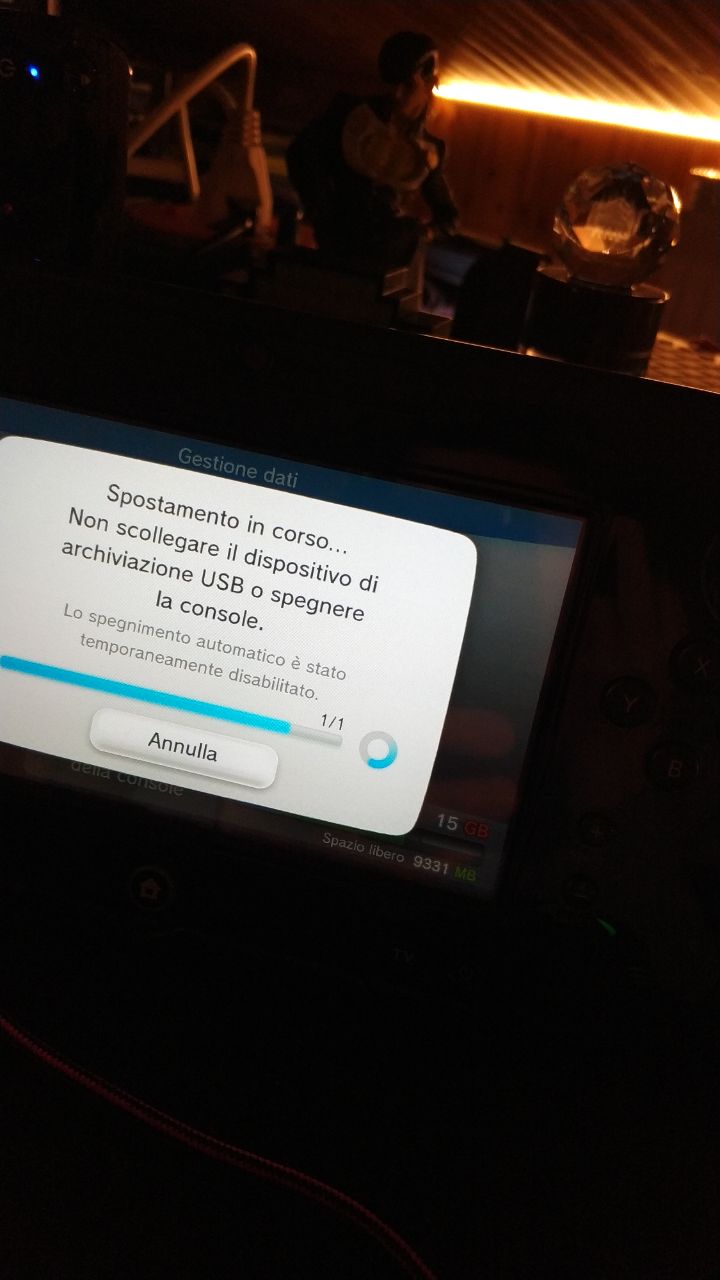 Gestione dati
Spostamento in corso...
Non scollegare il dispositivo di
archiviazione USB o spegnere
la console.
Lo spegnimento automatico è stato
temporaneamente disabilitato.
1/1
Annulla
della console
15 GB
Spazio libero 9331 MB
X
Y
B
TV